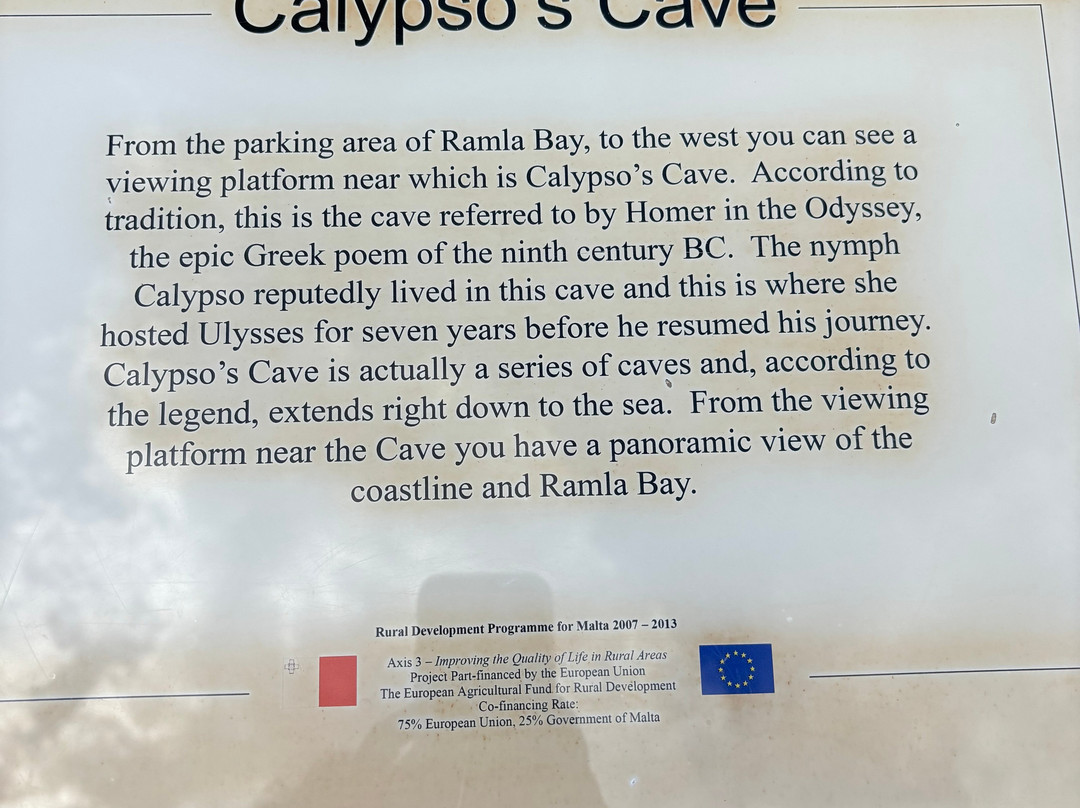 Calypso's Cave
From the parking area of Ramla Bay, to the west you can see a
viewing platform near which is Calypso's Cave. According to
tradition, this is the cave referred to by Homer in the Odyssey,
the epic Greek poem of the ninth century BC. The nymph
Calypso reputedly lived in this cave and this is where she
hosted Ulysses for seven years before he resumed his journey.
Calypso's Cave is actually a series of caves and, according to
the legend, extends right down to the sea. From the viewing
platform near the Cave you have a panoramic view of the
coastline and Ramla Bay.
Rural Development Programme for Malta 2007 – 2013
Axis 3 – Improving the Quality of Life in Rural Areas
Project Part-financed by the European Union
The European Agricultural Fund for Rural Development
Co-financing Rate:
75% European Union, 25% Government of Malta